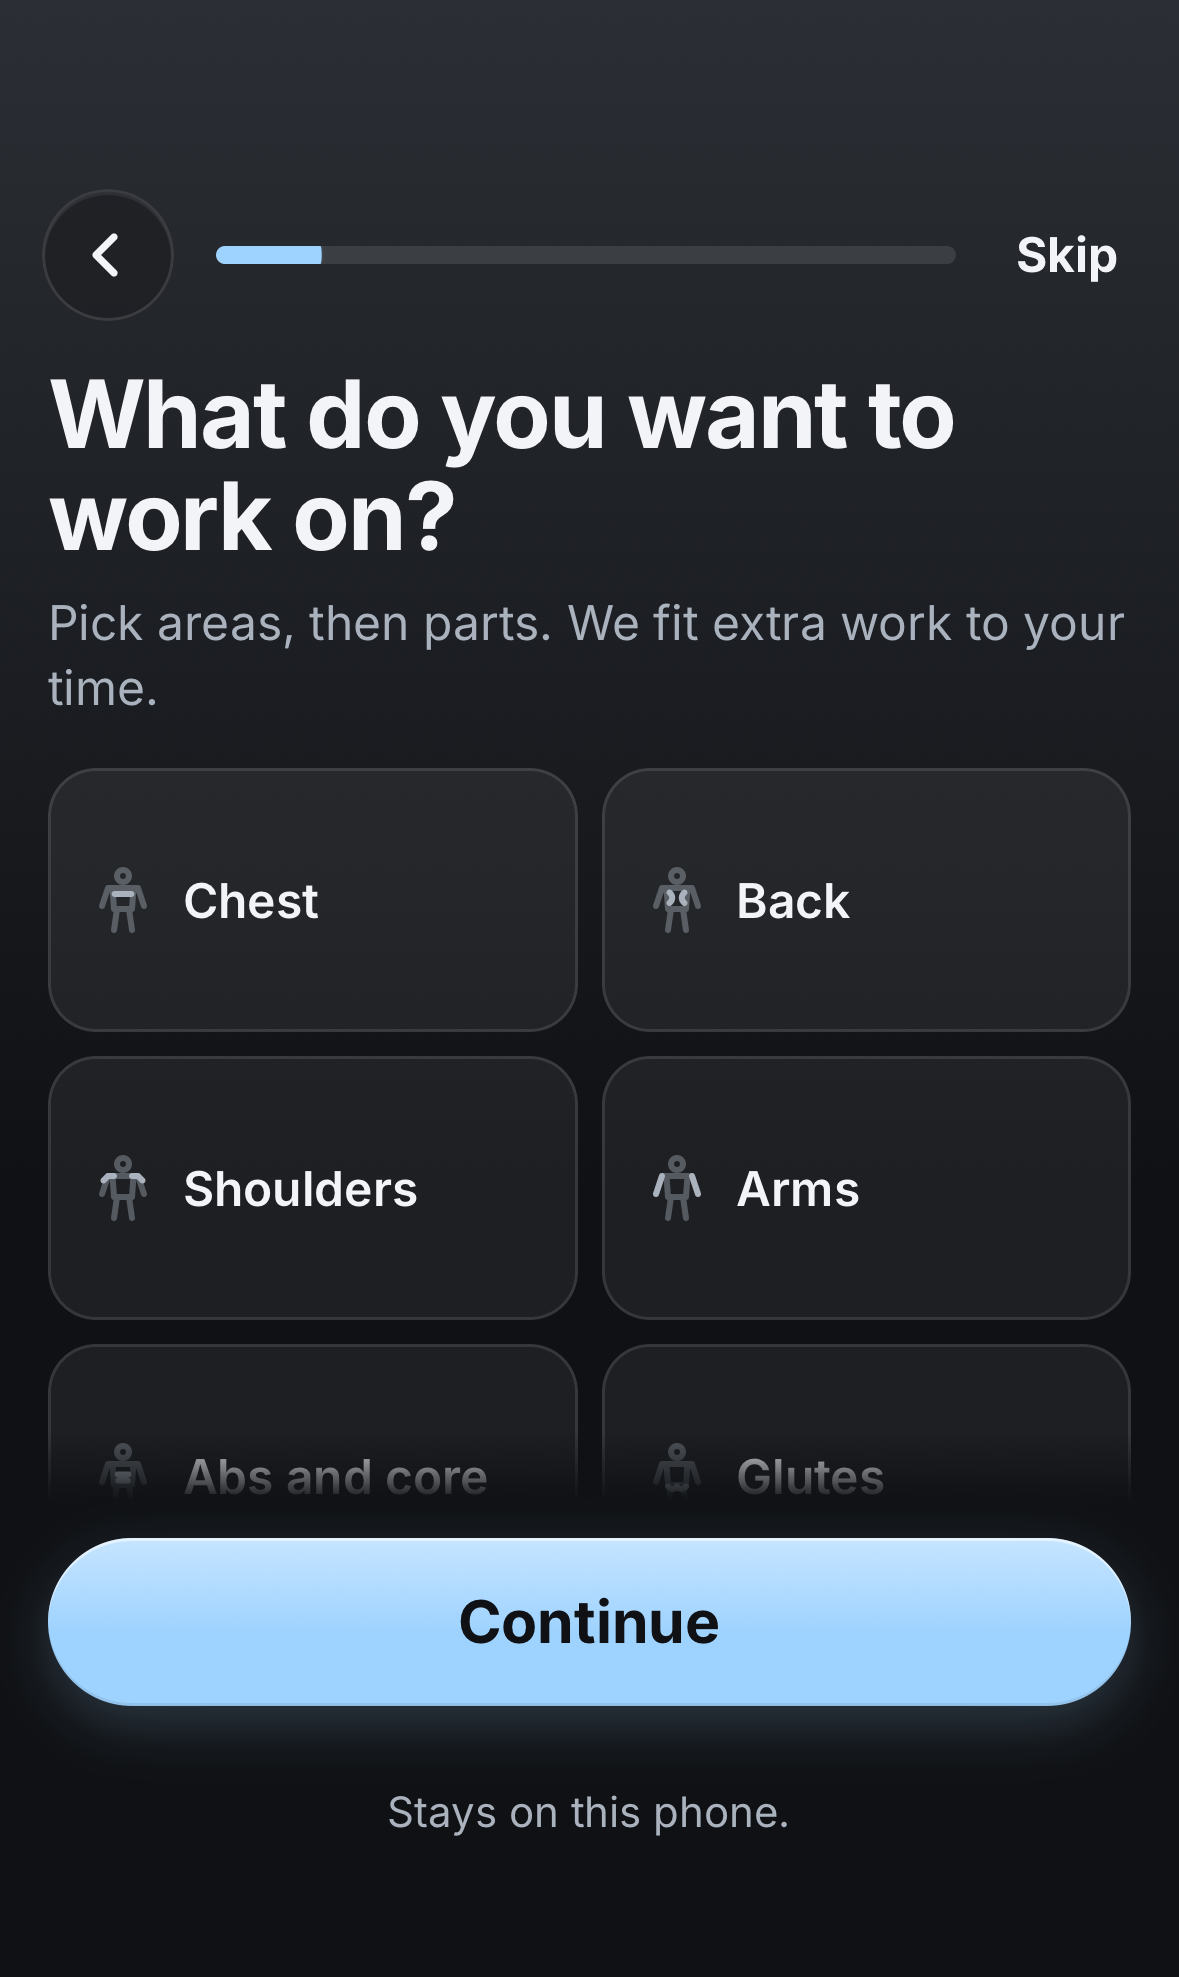 Skip
What do you want to
work on?
Pick areas, then parts. We fit extra work to your
time.
Chest
Back
Shoulders
Arms
Abs and core
Glutes
Continue
Stays on this phone.